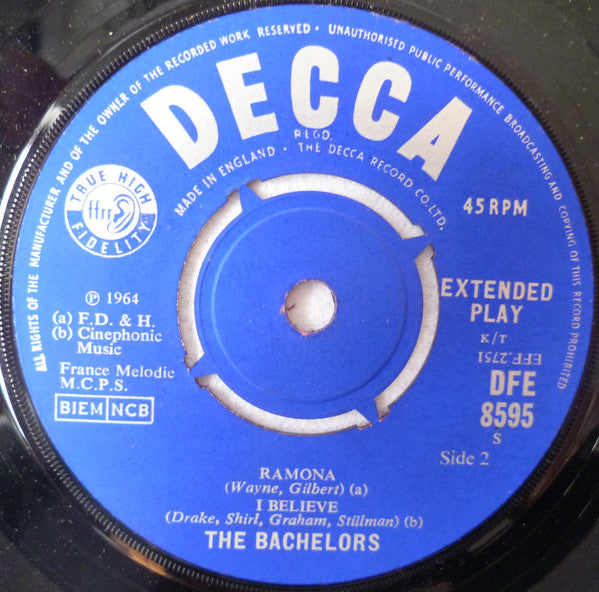 ALL RIGHTS OF THE MANUFACTURER AND OF THE OWNER OF THE RECORDED WORK RESERVED · UNAUTHORISED PUBLIC PERFORMANCE BROADCASTING AND COPYING OF THIS RECORD PROHIBITED
DECCA
REGD.
MADE IN ENGLAND · THE DECCA RECORD CO. LTD.
TRUE HIGH
ffrr
FIDELITY
45 RPM
℗ 1964
(a) F.D. & H.
(b) Cinephonic
Music
France Melodie
M.C.P.S.
BIEM NCB
EXTENDED
PLAY
K/T
EFF.2751
DFE
8595
S
Side 2
RAMONA
(Wayne, Gilbert) (a)
I BELIEVE
(Drake, Shirl, Graham, Stillman) (b)
THE BACHELORS